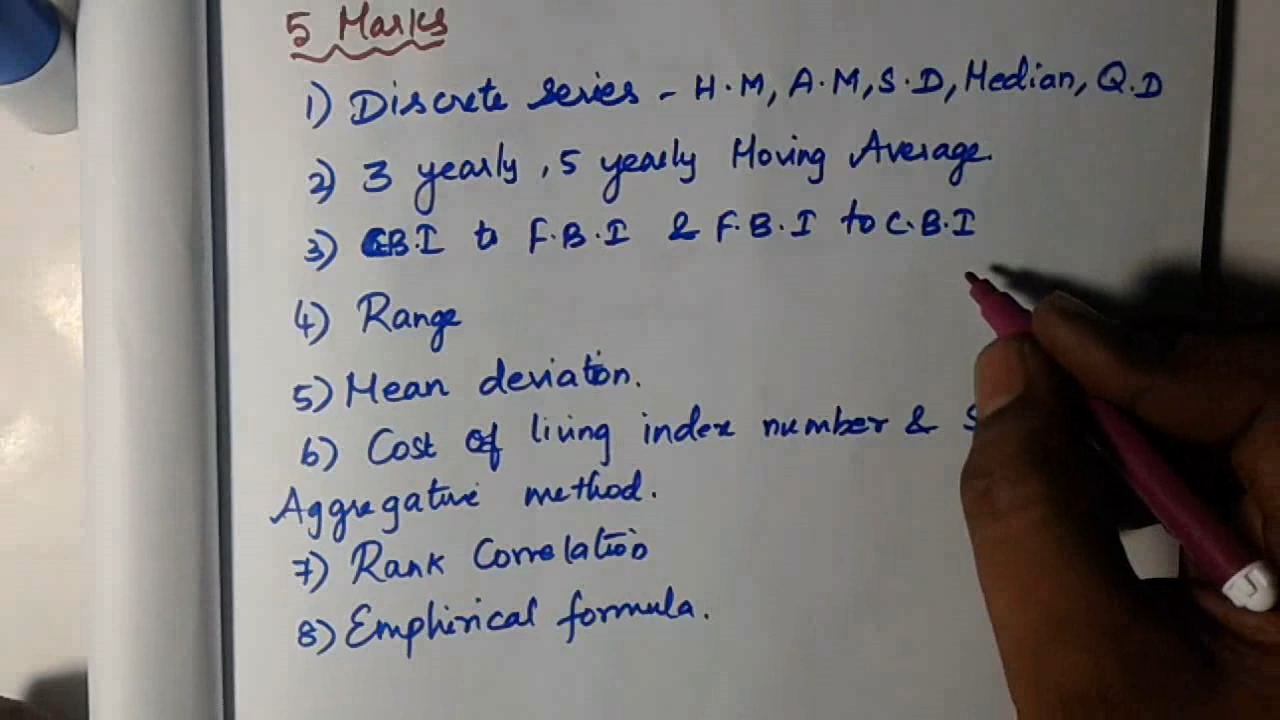 5 Marks
1) Discrete series - H.M, A.M, S.D, Median, Q.D
2) 3 yearly, 5 yearly Moving Average.
3) CBI to F.B.I & F.B.I to C.B.I
4) Range
5) Mean deviation.
6) Cost of living index number &
Aggregative method.
7) Rank Correlation
8) Emphirical formula.